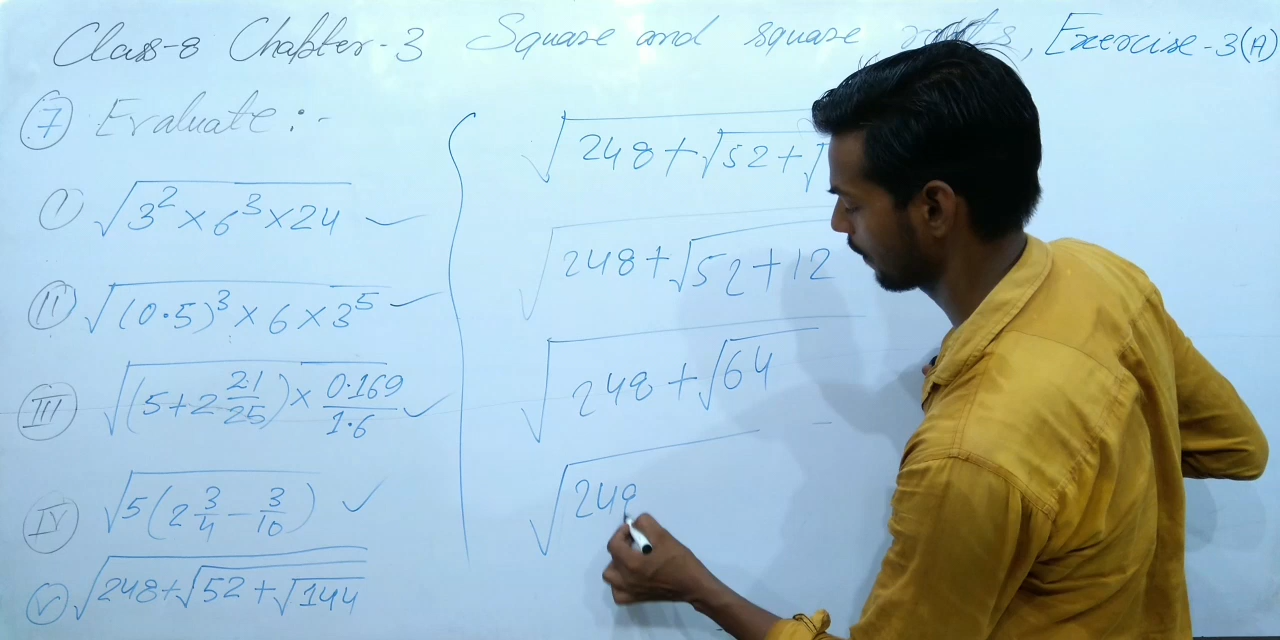 Class-8 Chapter-3 Square and square roots, Exercise-3(A)
7 Evaluate :-
I √3² × 6³ × 24
II √(0.5)³ × 6 × 3⁵
III √(5+2 21/25) × 0.169/1.6
IV √5(2 3/4 - 3/10)
V √248+√52+√144
√248+√52+√
√248+√52+12
√248+√64
√248